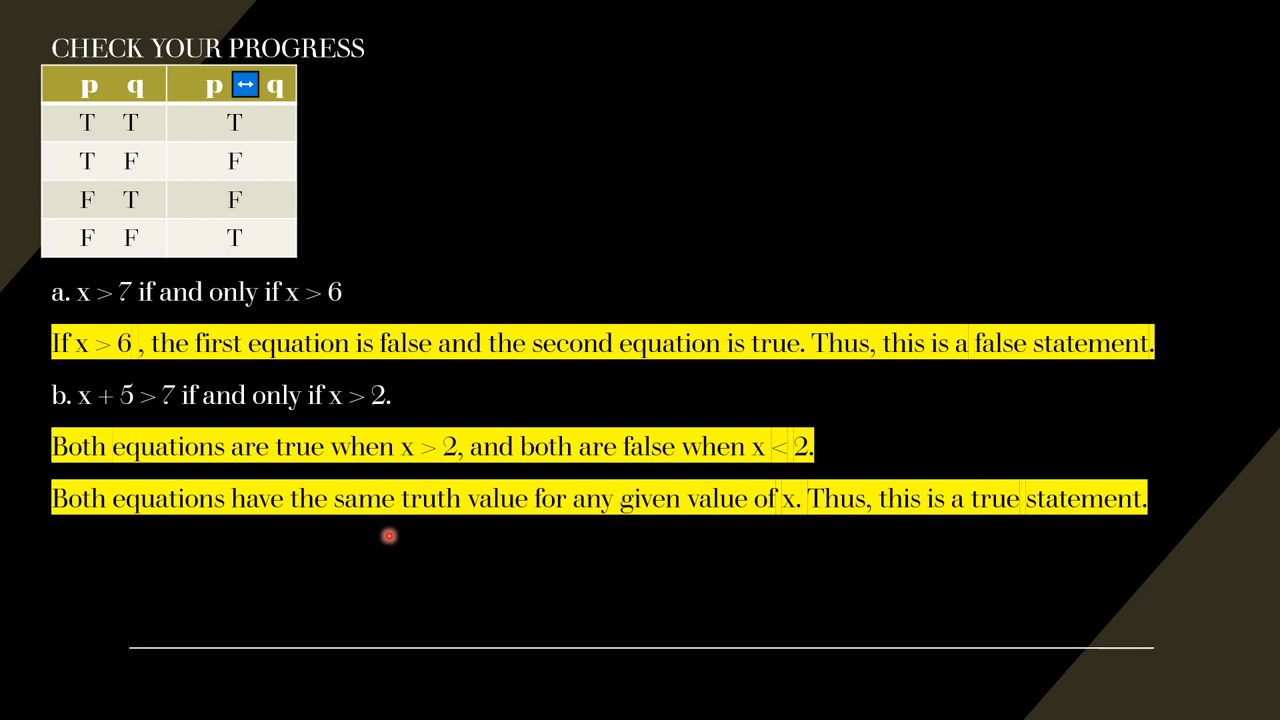 CHECK YOUR PROGRESS
p q p ↔ q
T T T
T F F
F T F
F F T
a. x > 7 if and only if x > 6
If x > 6 , the first equation is false and the second equation is true. Thus, this is a false statement.
b. x + 5 > 7 if and only if x > 2.
Both equations are true when x > 2, and both are false when x < 2.
Both equations have the same truth value for any given value of x. Thus, this is a true statement.